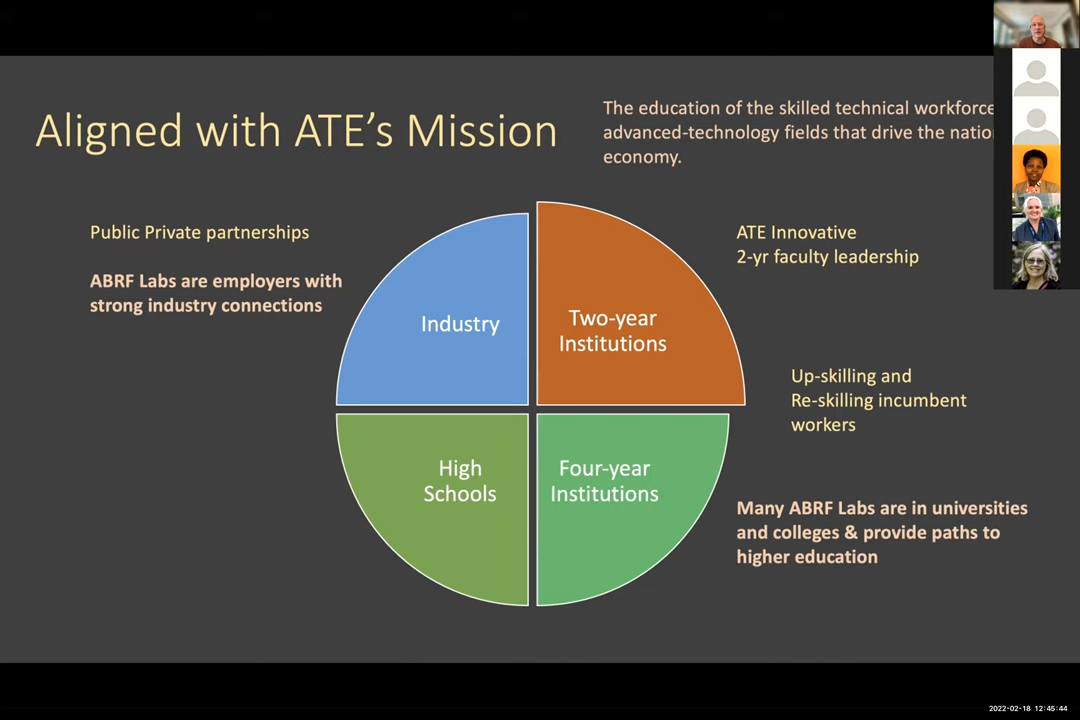 Aligned with ATE's Mission
The education of the skilled technical workforce
advanced-technology fields that drive the
economy.
Public Private partnerships
ABRF Labs are employers with
strong industry connections
Industry
Two-year
Institutions
ATE Innovative
2-yr faculty leadership
Up-skilling and
Re-skilling incumbent
workers
High
Schools
Four-year
Institutions
Many ABRF Labs are in universities
and colleges & provide paths to
higher education
2022-02-18 12:45:44